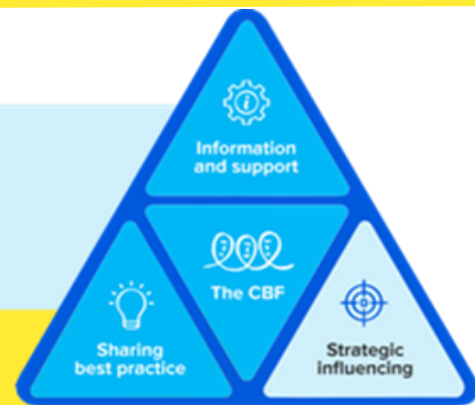 Information
and support
The CBF
Sharing
best practice
Strategic
influencing